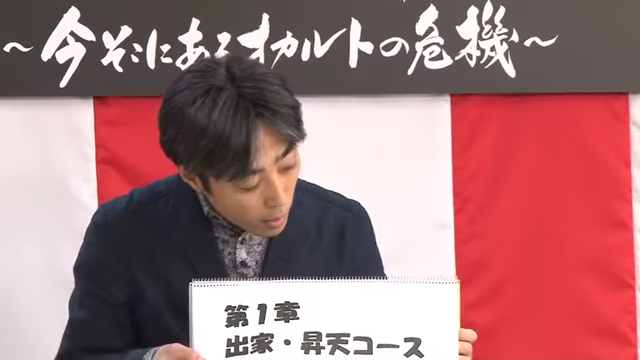 ～今そこにあるオカルトの危機～
第1章
出家・昇天コース